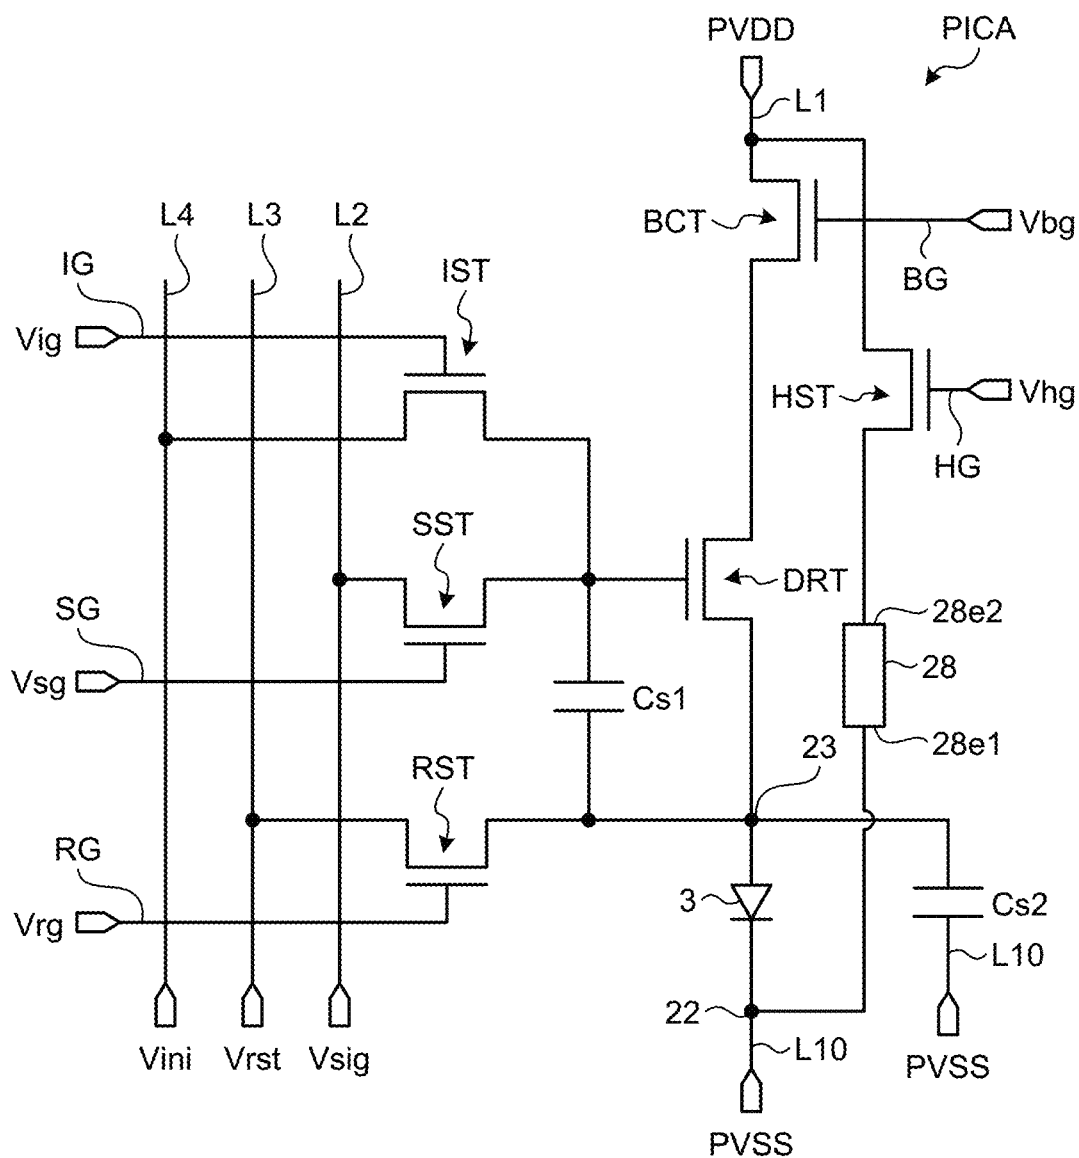 PVDD
PICA
L1
L4
L3
L2
BCT
Vbg
IG
IST
BG
Vig
HST
Vhg
HG
SST
DRT
SG
28e2
28
Vsg
Cs1
28e1
23
RST
RG
3
Cs2
Vrg
L10
22
L10
Vini
Vrst
Vsig
PVSS
PVSS